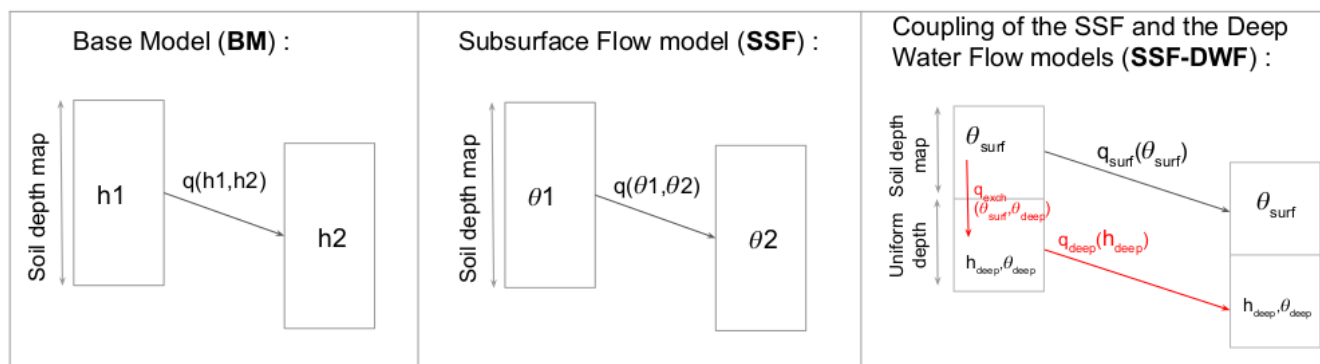 Base Model (BM) :
Soil depth map
h1
q(h1,h2)
h2
Subsurface Flow model (SSF) :
Soil depth map
θ1
q(θ1,θ2)
θ2
Coupling of the SSF and the Deep
Water Flow models (SSF-DWF) :
Soil depth
map
θsurf
qsurf(θsurf)
θsurf
qexch
(θsurf,θdeep)
Uniform
depth
hdeep,θdeep
qdeep(hdeep)
hdeep,θdeep